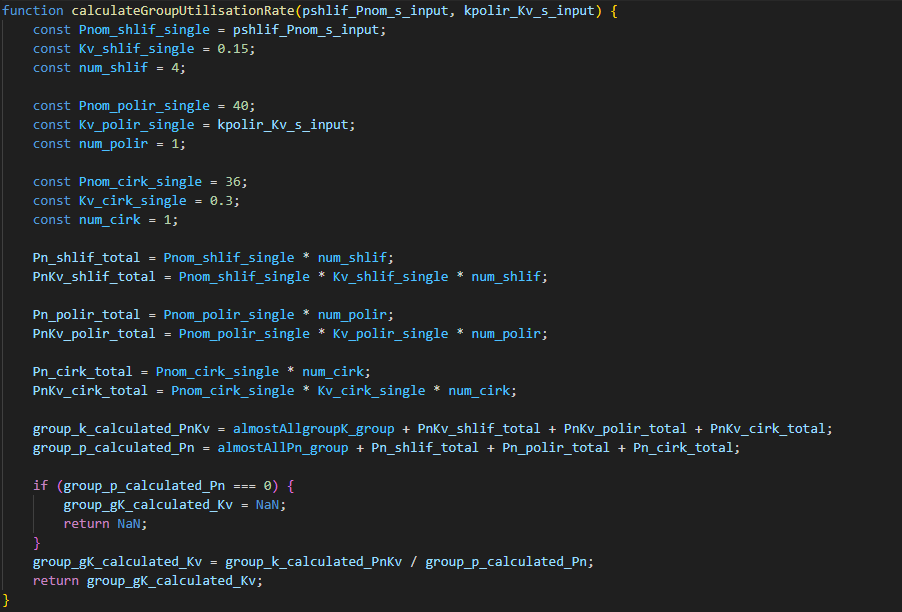 function calculateGroupUtilisationRate(pshlif_Pnom_s_input, kpolir_Kv_s_input) {
    const Pnom_shlif_single = pshlif_Pnom_s_input;
    const Kv_shlif_single = 0.15;
    const num_shlif = 4;

    const Pnom_polir_single = 40;
    const Kv_polir_single = kpolir_Kv_s_input;
    const num_polir = 1;

    const Pnom_cirk_single = 36;
    const Kv_cirk_single = 0.3;
    const num_cirk = 1;

    Pn_shlif_total = Pnom_shlif_single * num_shlif;
    PnKv_shlif_total = Pnom_shlif_single * Kv_shlif_single * num_shlif;

    Pn_polir_total = Pnom_polir_single * num_polir;
    PnKv_polir_total = Pnom_polir_single * Kv_polir_single * num_polir;

    Pn_cirk_total = Pnom_cirk_single * num_cirk;
    PnKv_cirk_total = Pnom_cirk_single * Kv_cirk_single * num_cirk;

    group_k_calculated_PnKv = almostAllgroupK_group + PnKv_shlif_total + PnKv_polir_total + PnKv_cirk_total;
    group_p_calculated_Pn = almostAllPn_group + Pn_shlif_total + Pn_polir_total + Pn_cirk_total;

    if (group_p_calculated_Pn === 0) {
        group_gK_calculated_Kv = NaN;
        return NaN;
    }
    group_gK_calculated_Kv = group_k_calculated_PnKv / group_p_calculated_Pn;
    return group_gK_calculated_Kv;
}